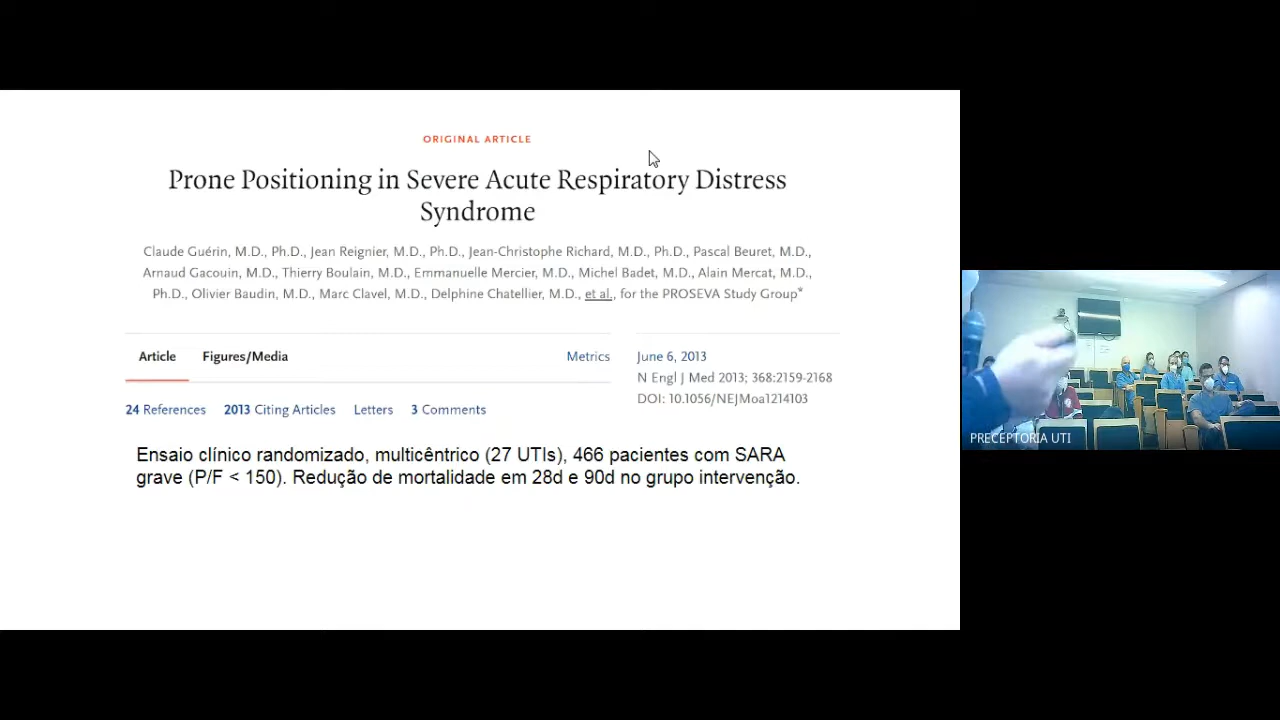 ORIGINAL ARTICLE
Prone Positioning in Severe Acute Respiratory Distress
Syndrome
Claude Guérin, M.D., Ph.D., Jean Reignier, M.D., Ph.D., Jean-Christophe Richard, M.D., Ph.D., Pascal Beuret, M.D.,
Arnaud Gacouin, M.D., Thierry Boulain, M.D., Emmanuelle Mercier, M.D., Michel Badet, M.D., Alain Mercat, M.D.,
Ph.D., Olivier Baudin, M.D., Marc Clavel, M.D., Delphine Chatellier, M.D., et al., for the PROSEVA Study Group*
Article Figures/Media Metrics
June 6, 2013
N Engl J Med 2013; 368:2159-2168
DOI: 10.1056/NEJMoa1214103
24 References 2013 Citing Articles Letters 3 Comments
Ensaio clínico randomizado, multicêntrico (27 UTIs), 466 pacientes com SARA
grave (P/F < 150). Redução de mortalidade em 28d e 90d no grupo intervenção.
PRECEPTORIA UTI